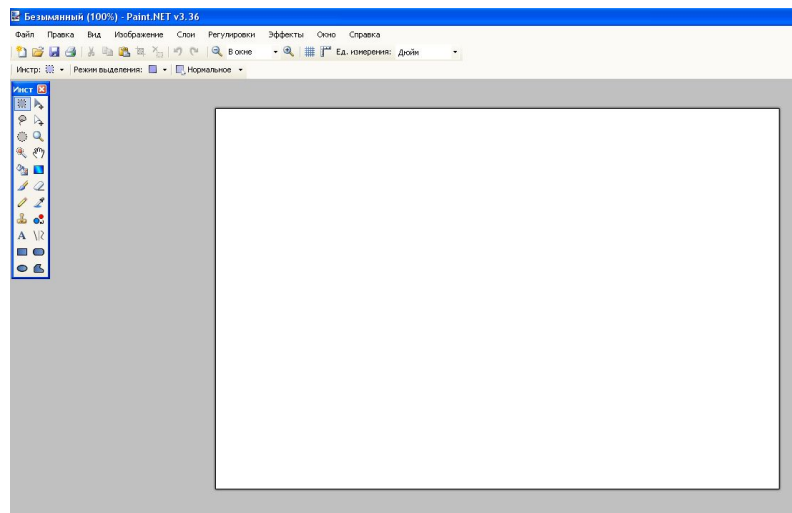 Безымянный (100%) - Paint.NET v3.36
Файл Правка Вид Изображение Слои Регулировки Эффекты Окно Справка
В окне Ед. измерения: Дюйм
Инстр: Режим выделения: Нормальное
Инст